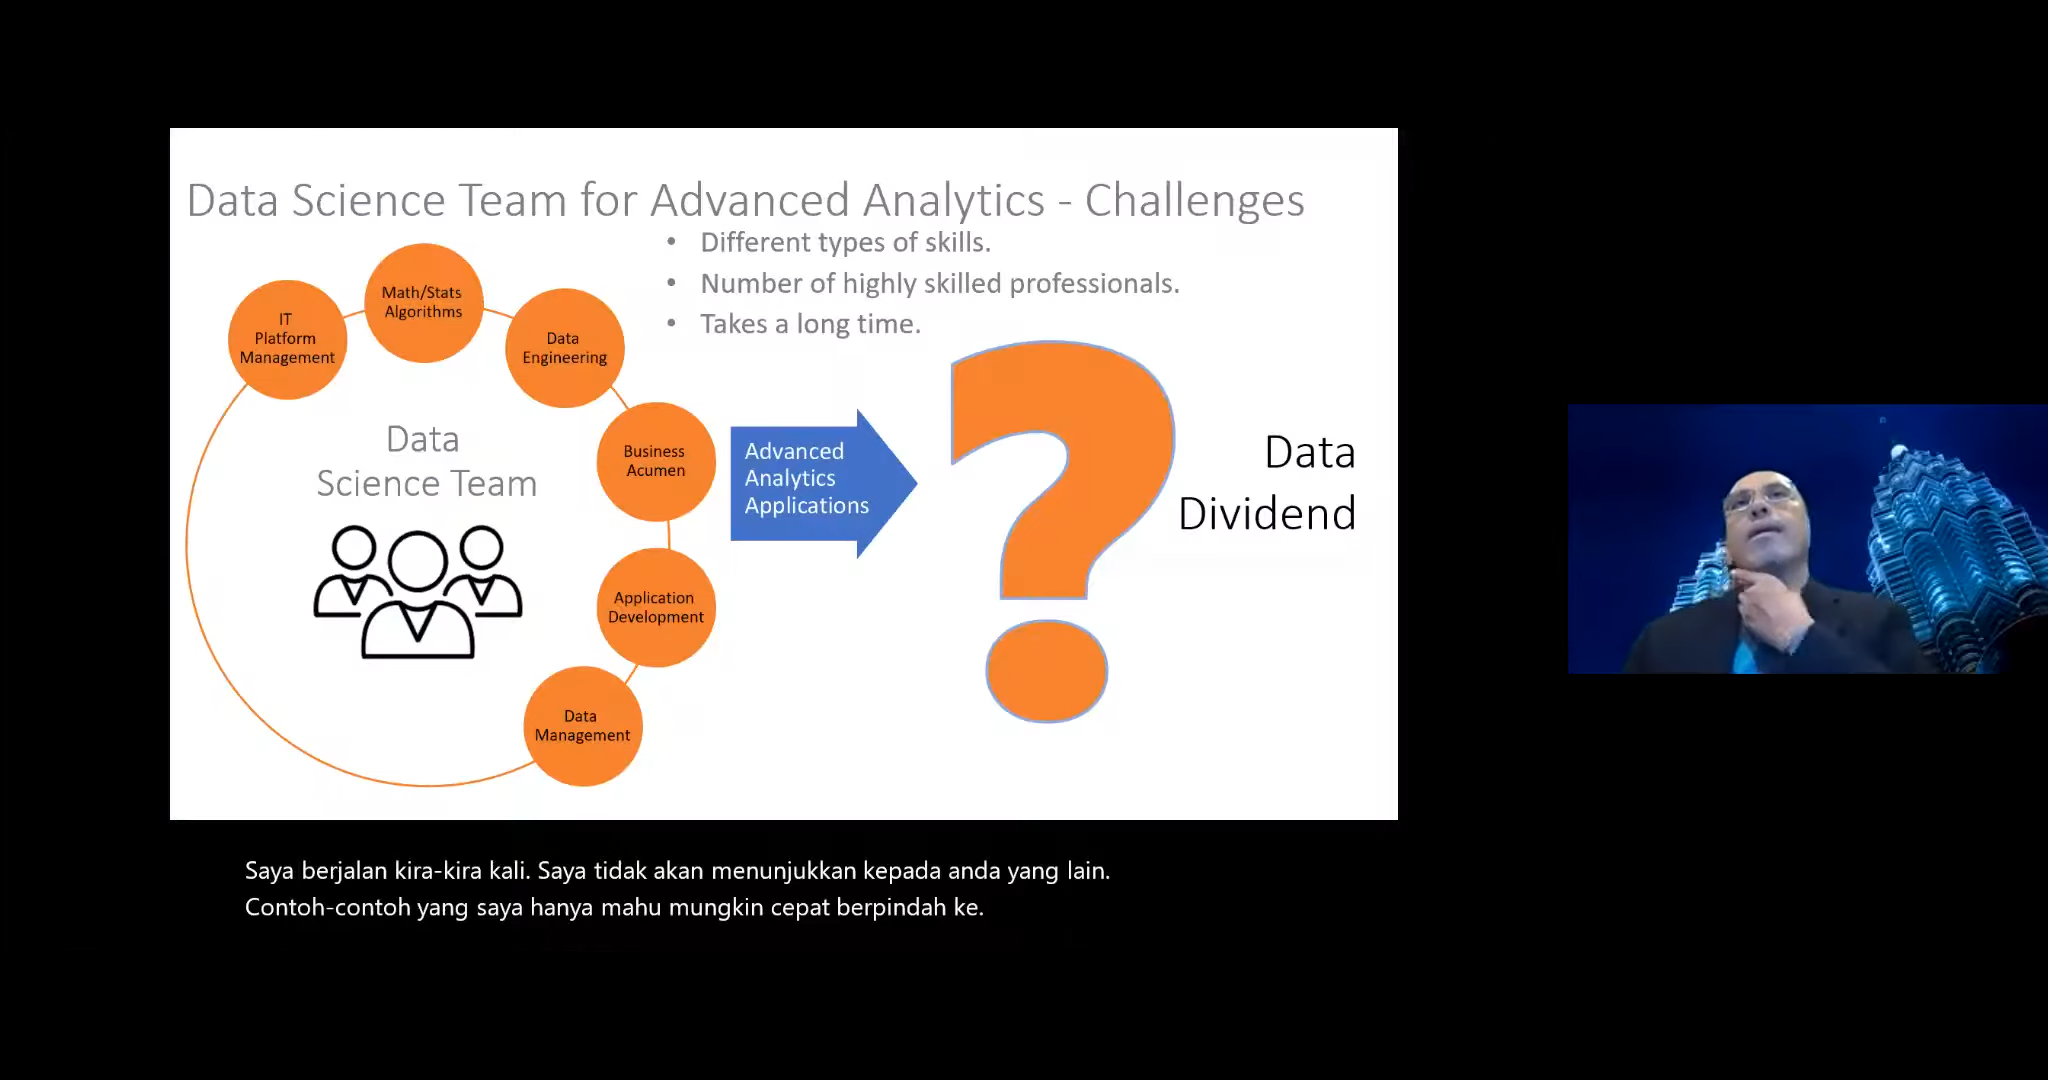 Data Science Team for Advanced Analytics - Challenges
• Different types of skills.
• Number of highly skilled professionals.
• Takes a long time.
IT
Platform
Management
Math/Stats
Algorithms
Data
Engineering
Business
Acumen
Application
Development
Data
Management
Data
Science Team
Advanced
Analytics
Applications
?
Data
Dividend
Saya berjalan kira-kira kali. Saya tidak akan menunjukkan kepada anda yang lain.
Contoh-contoh yang saya hanya mahu mungkin cepat berpindah ke.